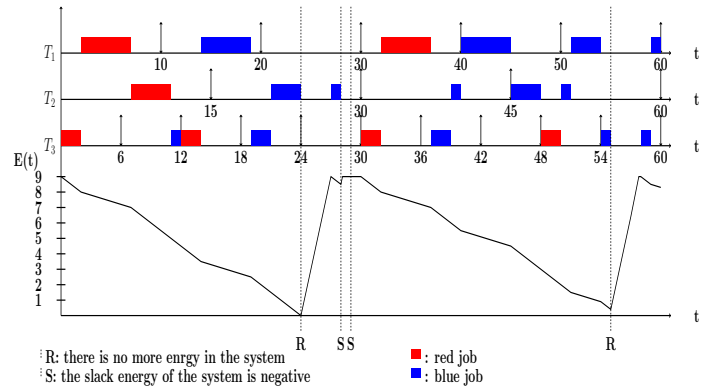 T1
10 20 30 40 50 60 t
T2
15 30 45 60 t
T3
6 12 18 24 30 36 42 48 54 60 t
E(t)
9
8
7
6
5
4
3
2
1
t
R S S R
R: there is no more enrgy in the system
S: the slack energy of the system is negative
: red job
: blue job